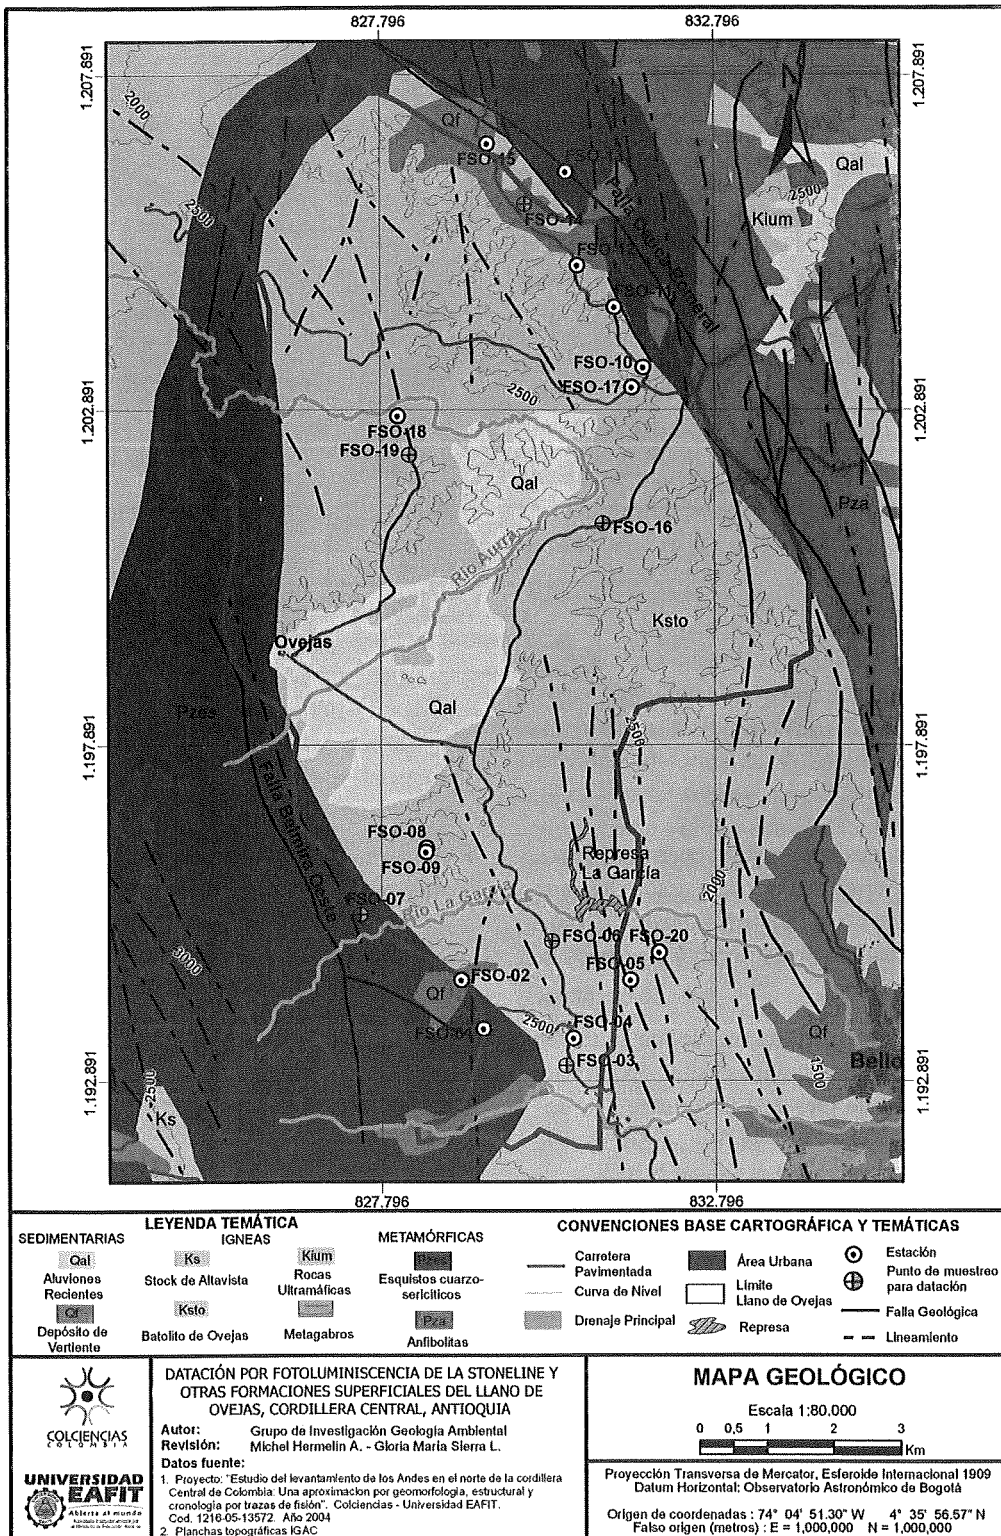 827.796
832.796
1.207.891
1.207.891
2000
Qf
FSO-15
Qal
2500
Kium
FSO-14
2500
FSO-10
FSO-17
2500
1.202.891
1.202.891
FSO-18
FSO-19
Qal
Pza
FSO-16
Río Aurrá
Ksto
Ovejas
Pzes
Qal
2500
1.197.891
1.197.891
FSO-08
FSO-09
Represa
La García
2000
FSO-07
Río La García
FSO-06
FSO-20
3000
FSO-02
FSO-05
Qf
2500
FSO-04
Qf
FSO-03
Bello
1500
1.192.891
1.192.891
2500
Ks
827.796
832.796
LEYENDA TEMÁTICA
SEDIMENTARIAS
IGNEAS
METAMÓRFICAS
Qal
Aluviones
Recientes
Qf
Depósito de
Vertiente
Ks
Stock de Altavista
Ksto
Batolito de Ovejas
Kium
Rocas
Ultramáficas
Metagabros
Pzes
Esquistos cuarzo-
sericíticos
Pza
Anfibolitas
CONVENCIONES BASE CARTOGRÁFICA Y TEMÁTICAS
Carretera
Pavimentada
Curva de Nivel
Drenaje Principal
Área Urbana
Límite
Llano de Ovejas
Represa
Estación
Punto de muestreo
para datación
Falla Geológica
Lineamiento
COLCIENCIAS
COLOMBIA
UNIVERSIDAD
EAFIT
Abierta al mundo
DATACIÓN POR FOTOLUMINISCENCIA DE LA STONELINE Y
OTRAS FORMACIONES SUPERFICIALES DEL LLANO DE
OVEJAS, CORDILLERA CENTRAL, ANTIOQUIA
Autor: Grupo de Investigación Geología Ambiental
Revisión: Michel Hermelin A. - Gloria María Sierra L.
Datos fuente:
1. Proyecto: "Estudio del levantamiento de los Andes en el norte de la cordillera
Central de Colombia: Una aproximacion por geomorfología, estructural y
cronología por trazas de fisión". Colciencias - Universidad EAFIT.
Cod. 1216-05-13572. Año 2004
2. Planchas topográficas IGAC
MAPA GEOLÓGICO
Escala 1:80,000
0 0,5 1 2 3
Km
Proyección Transversa de Mercator, Esferoide Internacional 1909
Datum Horizontal: Observatorio Astronómico de Bogotá
Origen de coordenadas : 74° 04' 51.30" W 4° 35' 56.57" N
Falso origen (metros) : E = 1,000,000 N = 1,000,000